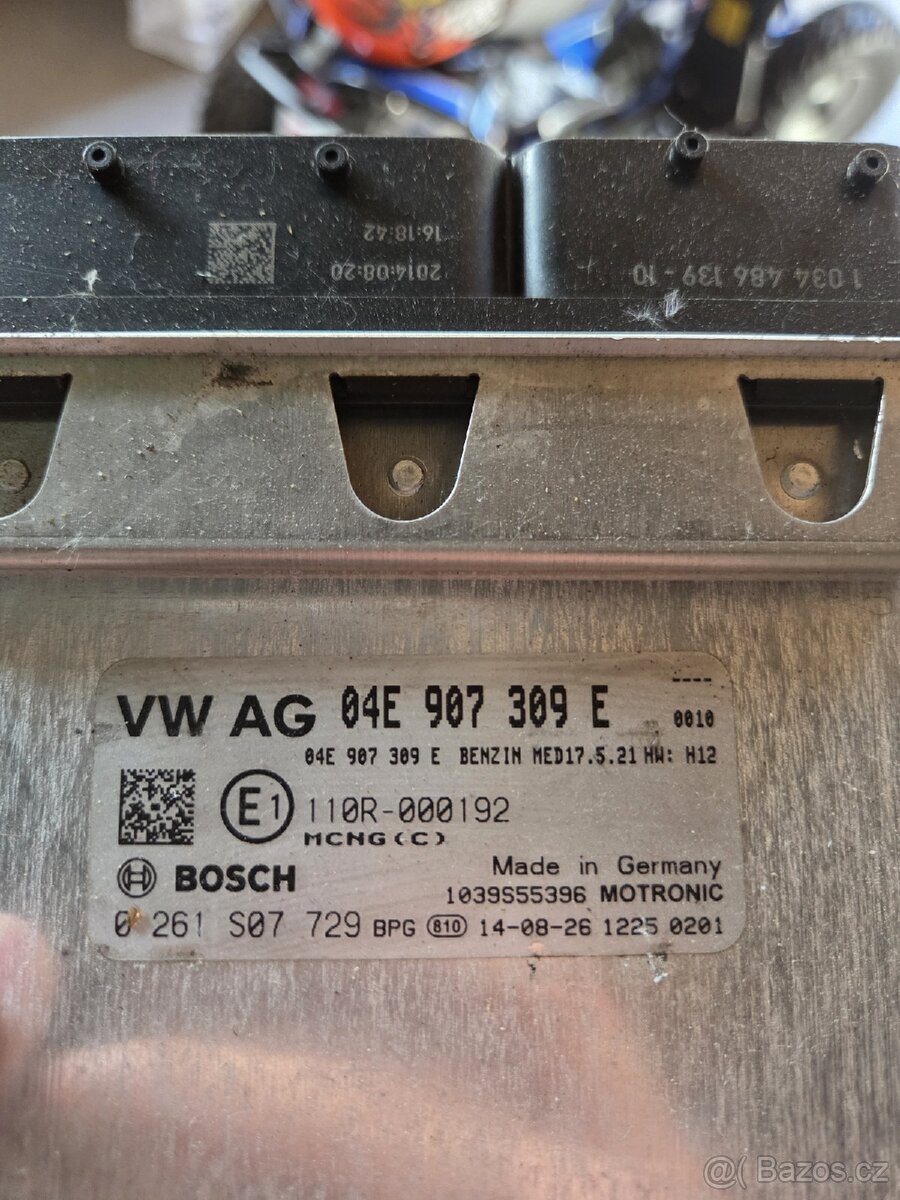 16:18:42
2014:08:20
1 034 486 139 - 10
----
VW AG 04E 907 309 E 0010
04E 907 309 E BENZIN MED17.5.21 HW: H12
E1 110R-000192
MCNG(C)
BOSCH Made in Germany
1039S55396 MOTRONIC
0 261 S07 729 BPG 810 14-08-26 1225 0201
@ Bazos.cz